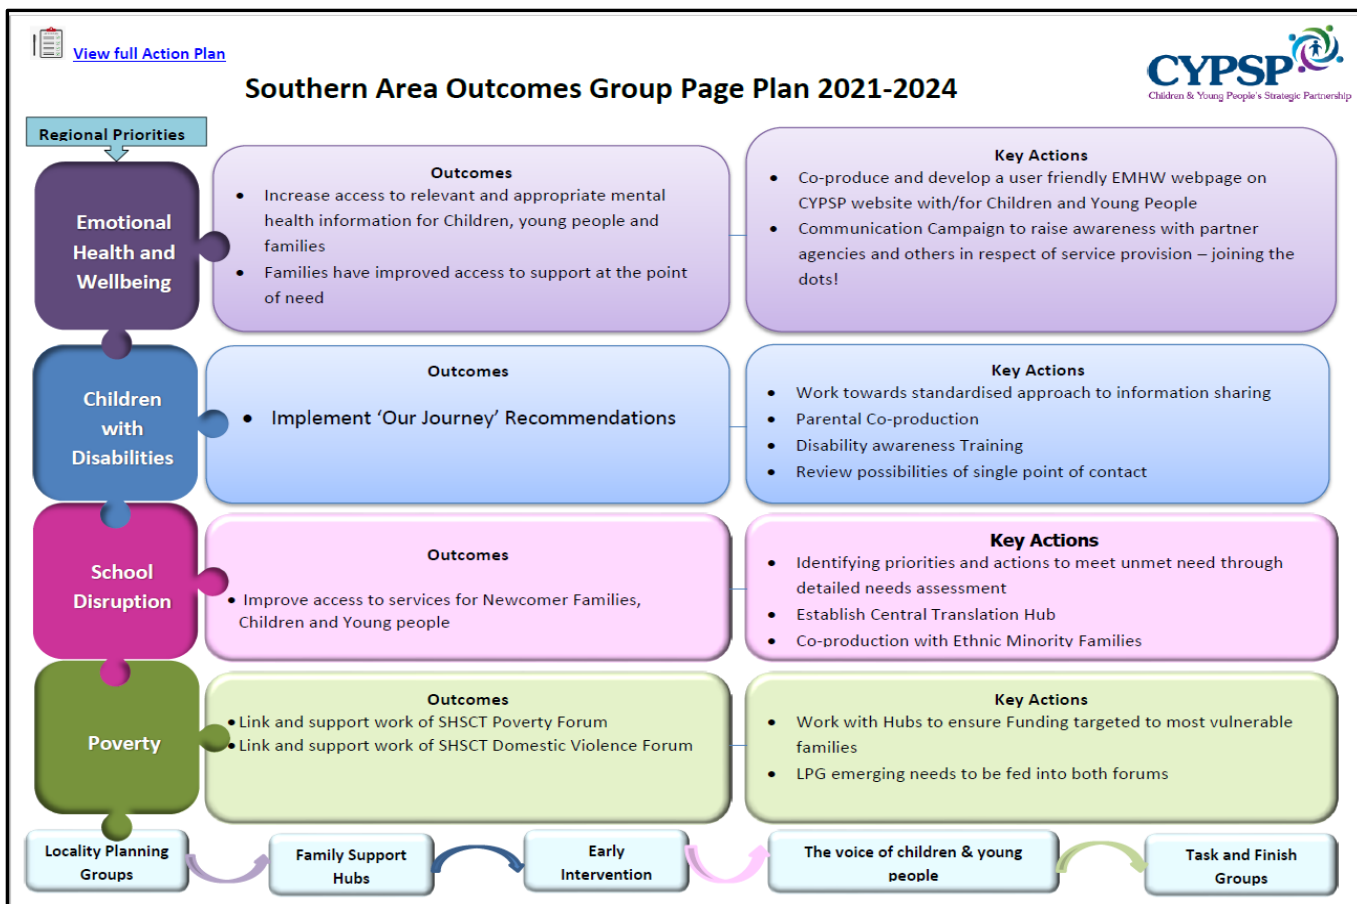 View full Action Plan
CYPSP
Children & Young People's Strategic Partnership
Southern Area Outcomes Group Page Plan 2021-2024
Regional Priorities
Emotional
Health and
Wellbeing
Outcomes
• Increase access to relevant and appropriate mental
health information for Children, young people and
families
• Families have improved access to support at the point
of need
Key Actions
• Co-produce and develop a user friendly EMHW webpage on
CYPSP website with/for Children and Young People
• Communication Campaign to raise awareness with partner
agencies and others in respect of service provision – joining the
dots!
Children
with
Disabilities
Outcomes
• Implement ‘Our Journey’ Recommendations
Key Actions
• Work towards standardised approach to information sharing
• Parental Co-production
• Disability awareness Training
• Review possibilities of single point of contact
School
Disruption
Outcomes
• Improve access to services for Newcomer Families,
Children and Young people
Key Actions
• Identifying priorities and actions to meet unmet need through
detailed needs assessment
• Establish Central Translation Hub
• Co-production with Ethnic Minority Families
Poverty
Outcomes
• Link and support work of SHSCT Poverty Forum
• Link and support work of SHSCT Domestic Violence Forum
Key Actions
• Work with Hubs to ensure Funding targeted to most vulnerable
families
• LPG emerging needs to be fed into both forums
Locality Planning
Groups
Family Support
Hubs
Early
Intervention
The voice of children & young
people
Task and Finish
Groups